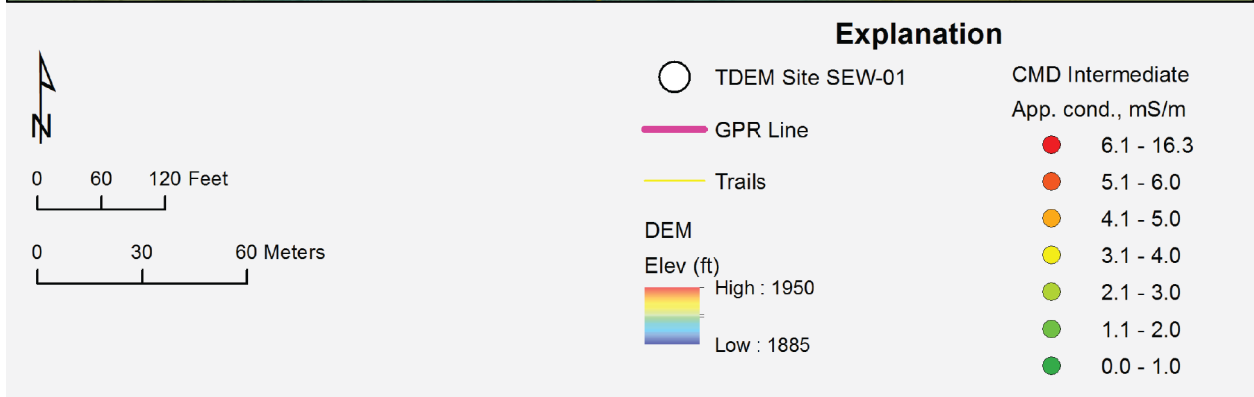 Explanation
N
0 60 120 Feet
0 30 60 Meters
TDEM Site SEW-01
GPR Line
Trails
DEM
Elev (ft)
High : 1950
Low : 1885
CMD Intermediate
App. cond., mS/m
6.1 - 16.3
5.1 - 6.0
4.1 - 5.0
3.1 - 4.0
2.1 - 3.0
1.1 - 2.0
0.0 - 1.0